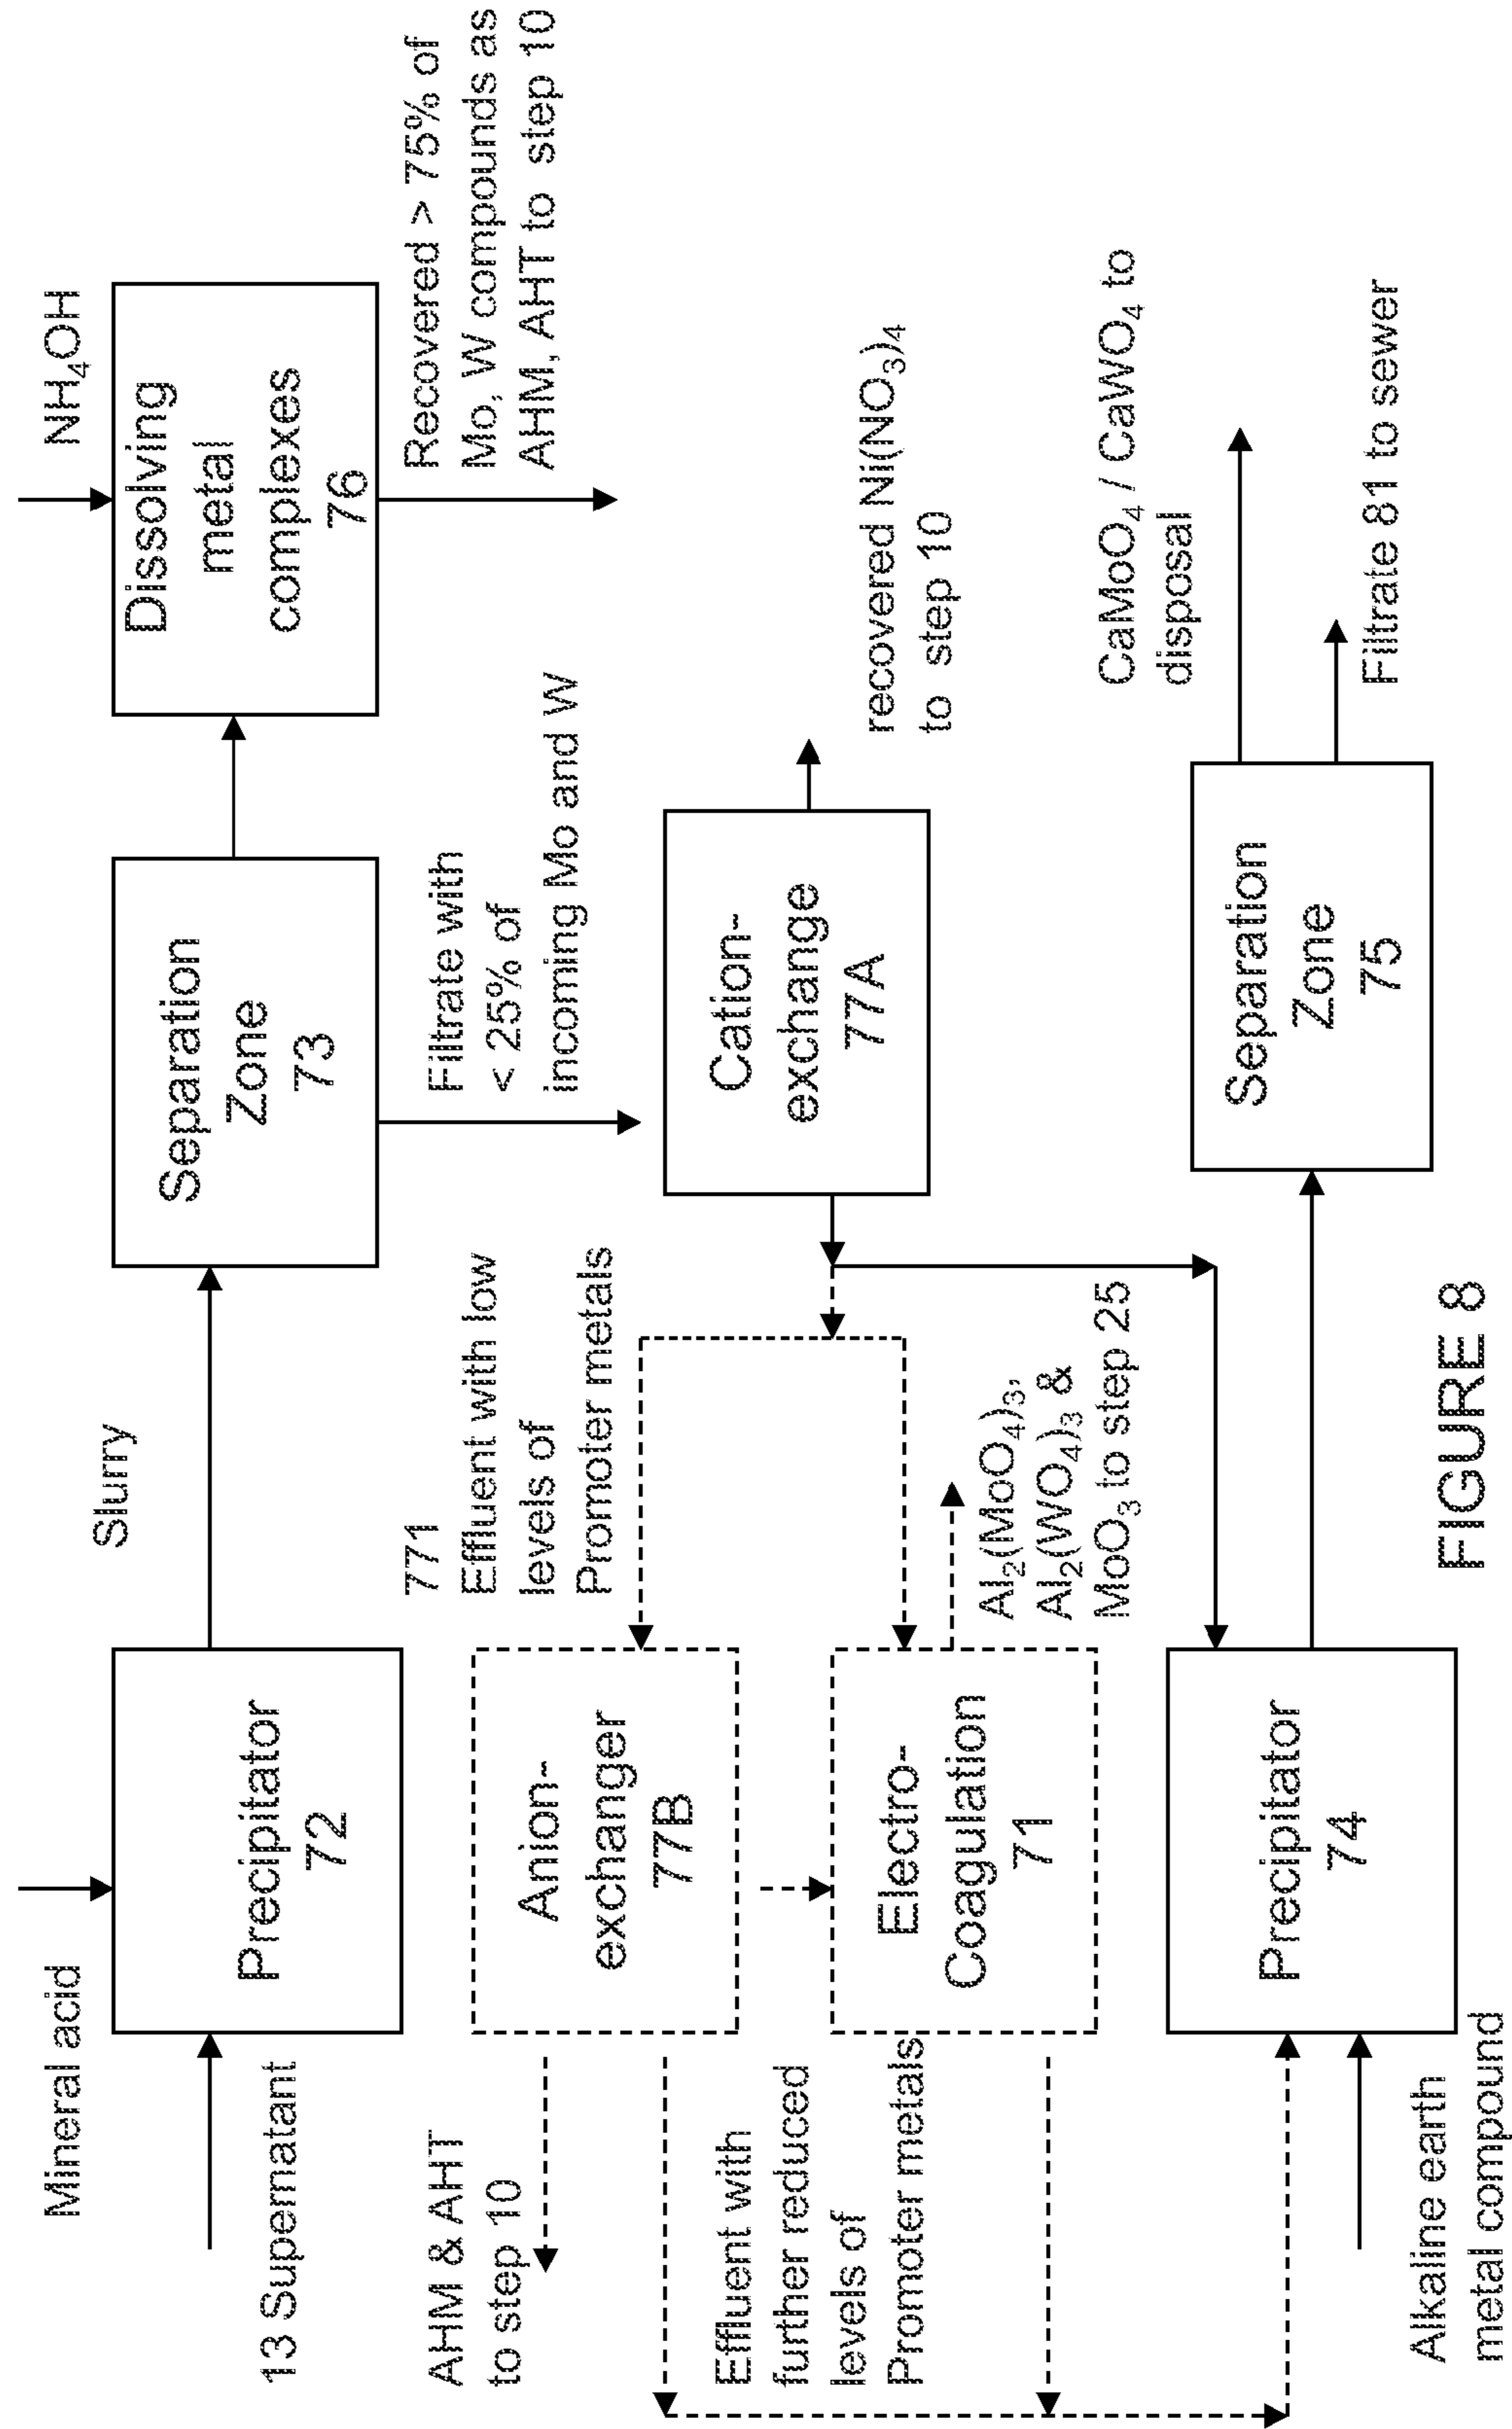 Mineral acid
NH₄OH
13 Supernatant
Precipitator
72
Slurry
Separation
Zone
73
Dissolving
metal
complexes
76
AHM & AHT
to step 10
771
Effluent with low
levels of
Promoter metals
Filtrate with
< 25% of
incoming Mo and W
Recovered > 75% of
Mo, W compounds as
AHM, AHT to step 10
Anion-
exchanger
77B
Cation-
exchange
77A
recovered Ni(NO₃)₄
to step 10
Effluent with
further reduced
levels of
Promoter metals
Electro-
Coagulation
71
Al₂(MoO₄)₃,
Al₂(WO₄)₃ &
MoO₃ to step 25
CaMoO₄ / CaWO₄ to
disposal
Precipitator
74
Separation
Zone
75
Filtrate 81 to sewer
Alkaline earth
metal compound
FIGURE 8